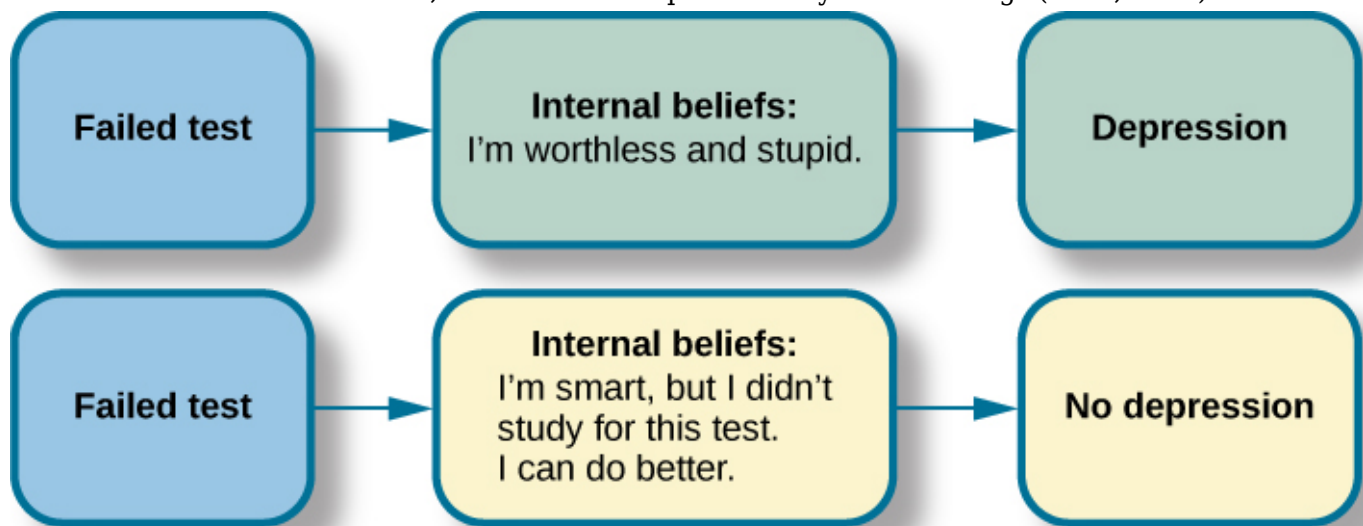 Failed test
Internal beliefs:
I'm worthless and stupid.
Depression
Failed test
Internal beliefs:
I'm smart, but I didn't
study for this test.
I can do better.
No depression